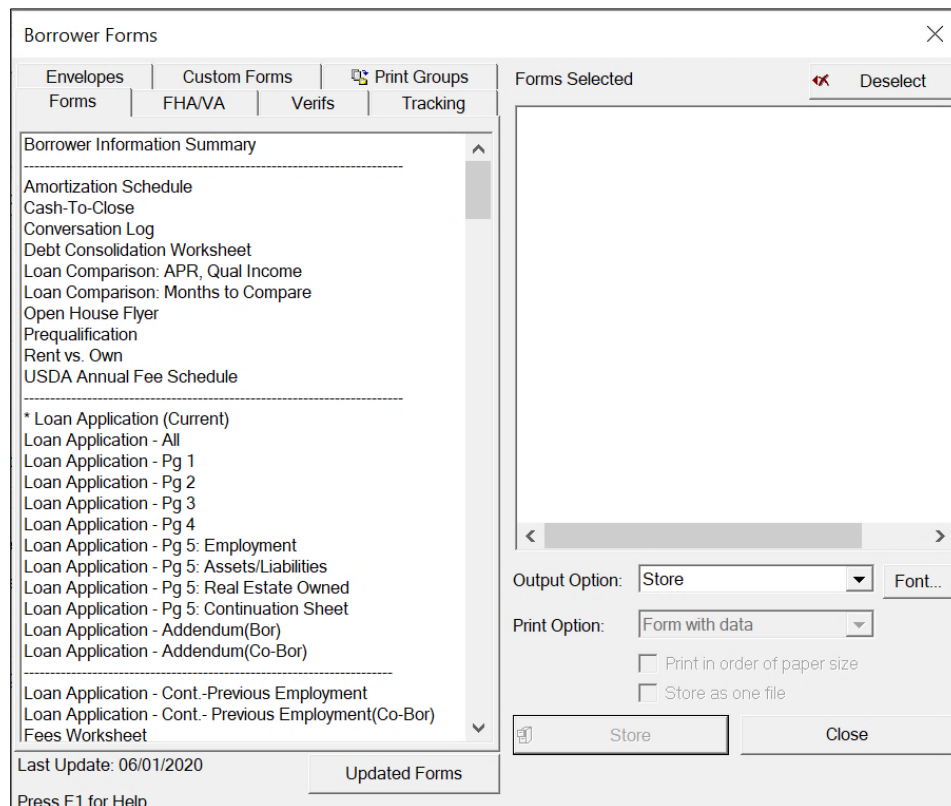 Borrower Forms
Envelopes Custom Forms Print Groups
Forms FHA/VA Verifs Tracking
Borrower Information Summary
--------------------------------------------------------------------------
Amortization Schedule
Cash-To-Close
Conversation Log
Debt Consolidation Worksheet
Loan Comparison: APR, Qual Income
Loan Comparison: Months to Compare
Open House Flyer
Prequalification
Rent vs. Own
USDA Annual Fee Schedule
--------------------------------------------------------------------------
* Loan Application (Current)
Loan Application - All
Loan Application - Pg 1
Loan Application - Pg 2
Loan Application - Pg 3
Loan Application - Pg 4
Loan Application - Pg 5: Employment
Loan Application - Pg 5: Assets/Liabilities
Loan Application - Pg 5: Real Estate Owned
Loan Application - Pg 5: Continuation Sheet
Loan Application - Addendum(Bor)
Loan Application - Addendum(Co-Bor)
------------------------------------------------------------------------
Loan Application - Cont.-Previous Employment
Loan Application - Cont.- Previous Employment(Co-Bor)
Fees Worksheet
Last Update: 06/01/2020
Updated Forms
Press F1 for Help
Forms Selected
Deselect
Output Option: Store Font...
Print Option: Form with data
Print in order of paper size
Store as one file
Store Close